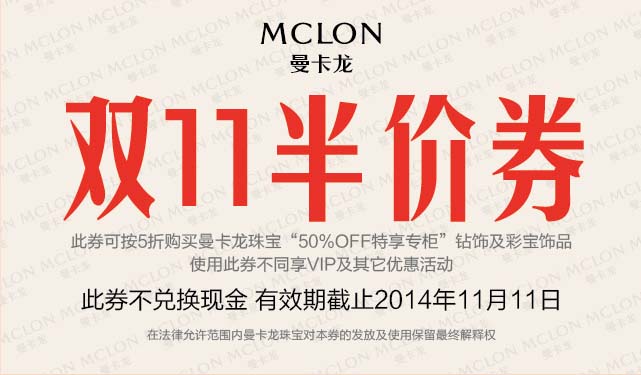 MCLON
曼卡龙
双11半价券
此券可按5折购买曼卡龙珠宝“50%OFF特享专柜”钻饰及彩宝饰品
使用此券不同享VIP及其它优惠活动
此券不兑换现金 有效期截止2014年11月11日
在法律允许范围内曼卡龙珠宝对本券的发放及使用保留最终解释权